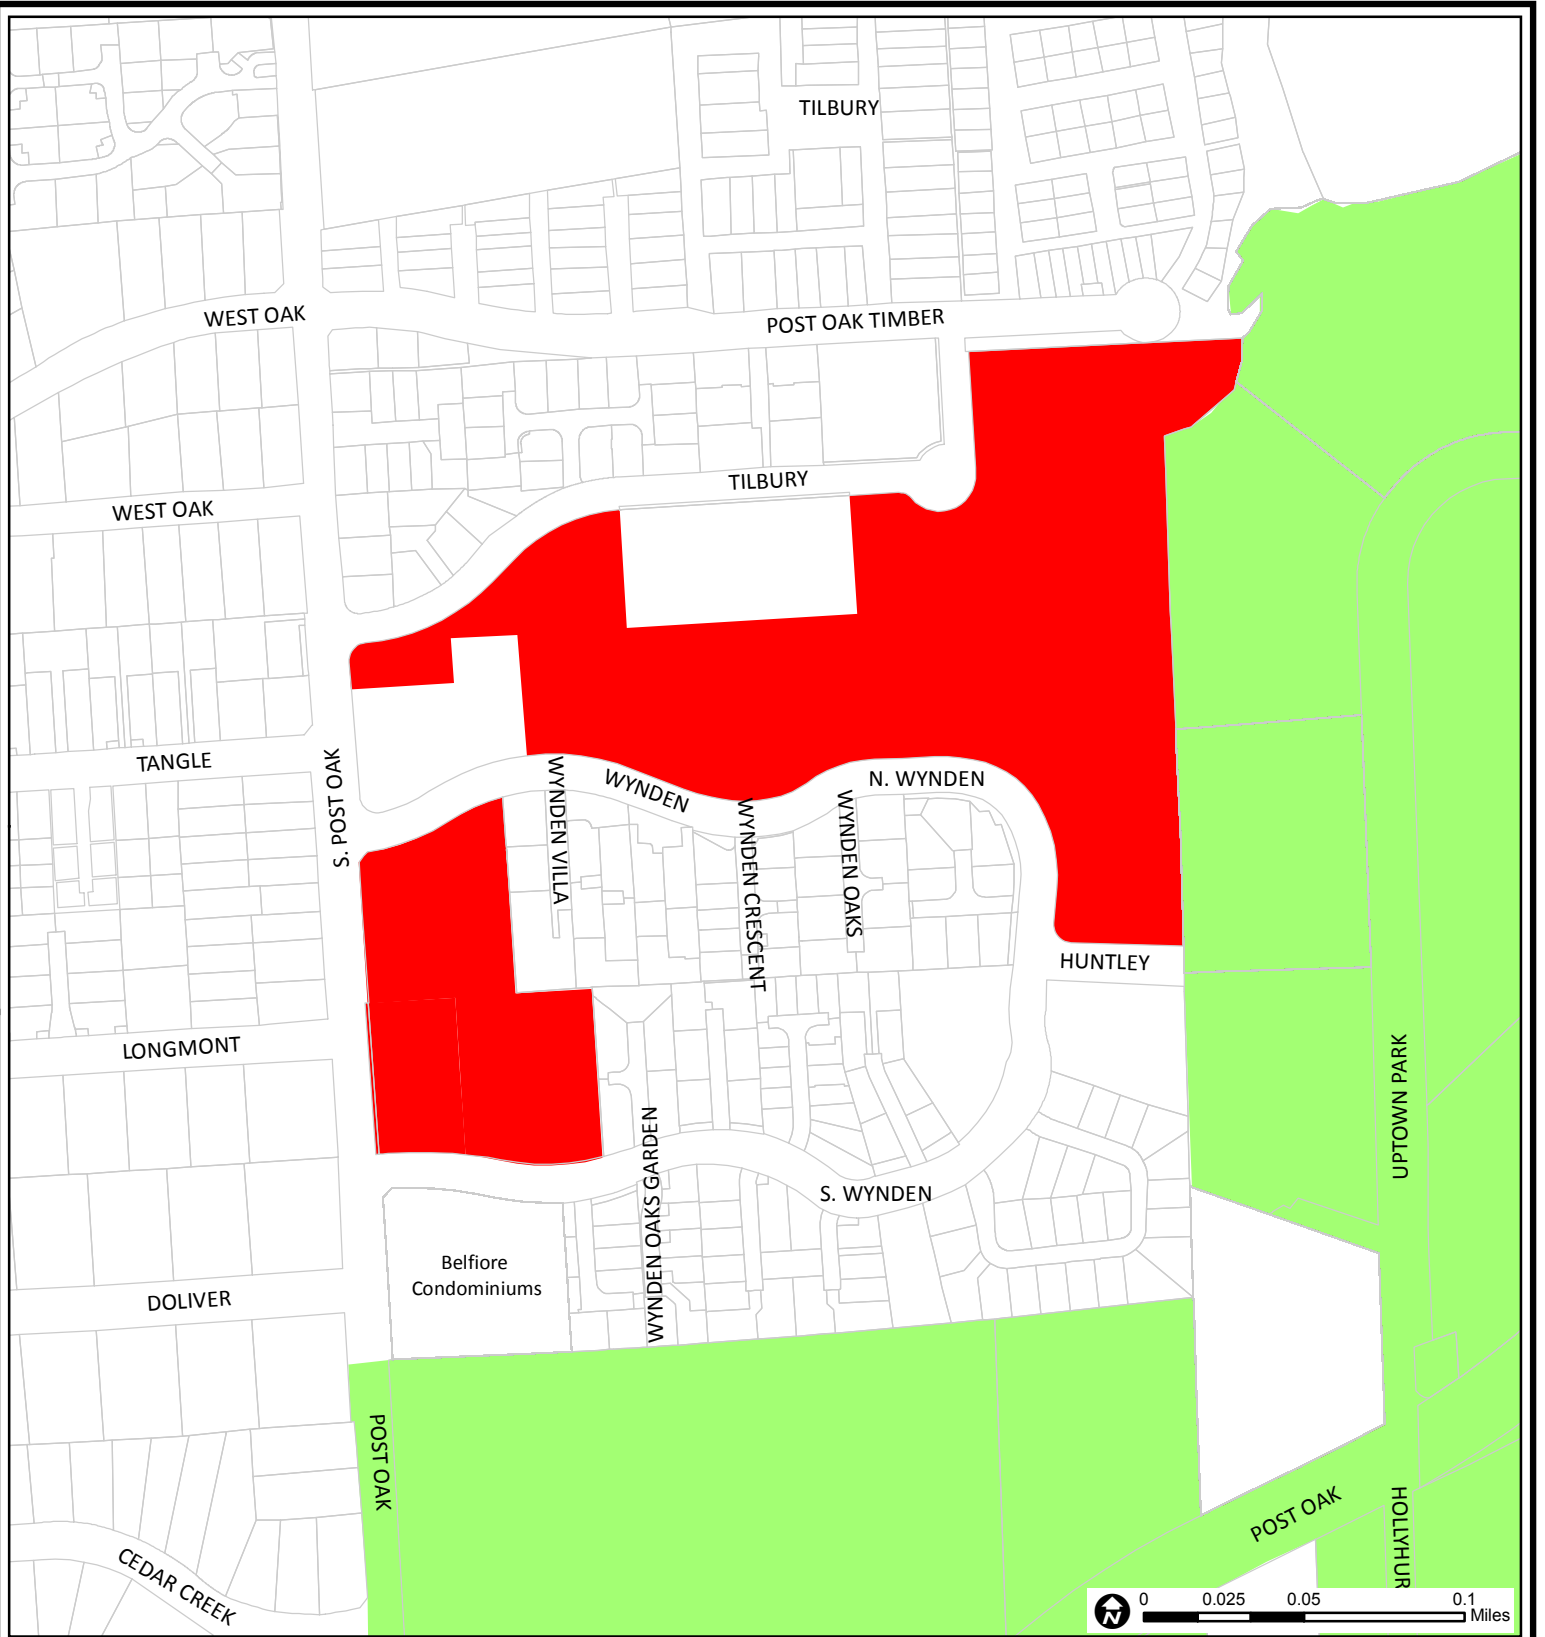 TILBURY
WEST OAK
POST OAK TIMBER
TILBURY
WEST OAK
TANGLE
S. POST OAK
WYNDEN VILLA
WYNDEN
N. WYNDEN
WYNDEN CRESCENT
WYNDEN OAKS
HUNTLEY
LONGMONT
UPTOWN PARK
WYNDEN OAKS GARDEN
S. WYNDEN
Belfiore
Condominiums
DOLIVER
POST OAK
POST OAK
HOLLYHUR
CEDAR CREEK
N
0 0.025 0.05 0.1
Miles